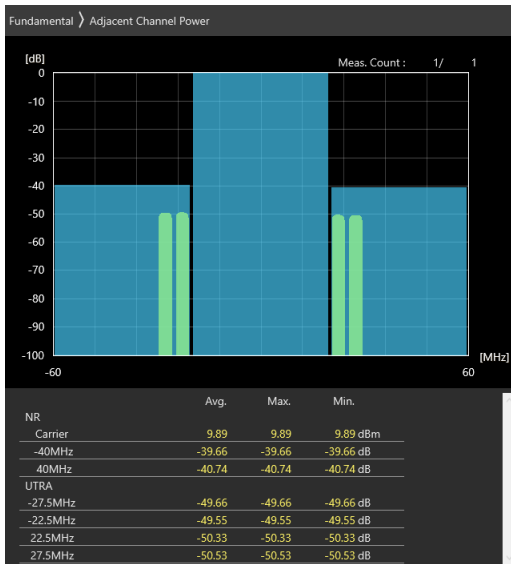 Fundamental 〉 Adjacent Channel Power
[dB]
Meas. Count : 1/ 1
0
-10
-20
-30
-40
-50
-60
-70
-80
-90
-100
[MHz]
-60 60
Avg. Max. Min.
NR
Carrier 9.89 9.89 9.89 dBm
-40MHz -39.66 -39.66 -39.66 dB
40MHz -40.74 -40.74 -40.74 dB
UTRA
-27.5MHz -49.66 -49.66 -49.66 dB
-22.5MHz -49.55 -49.55 -49.55 dB
22.5MHz -50.33 -50.33 -50.33 dB
27.5MHz -50.53 -50.53 -50.53 dB